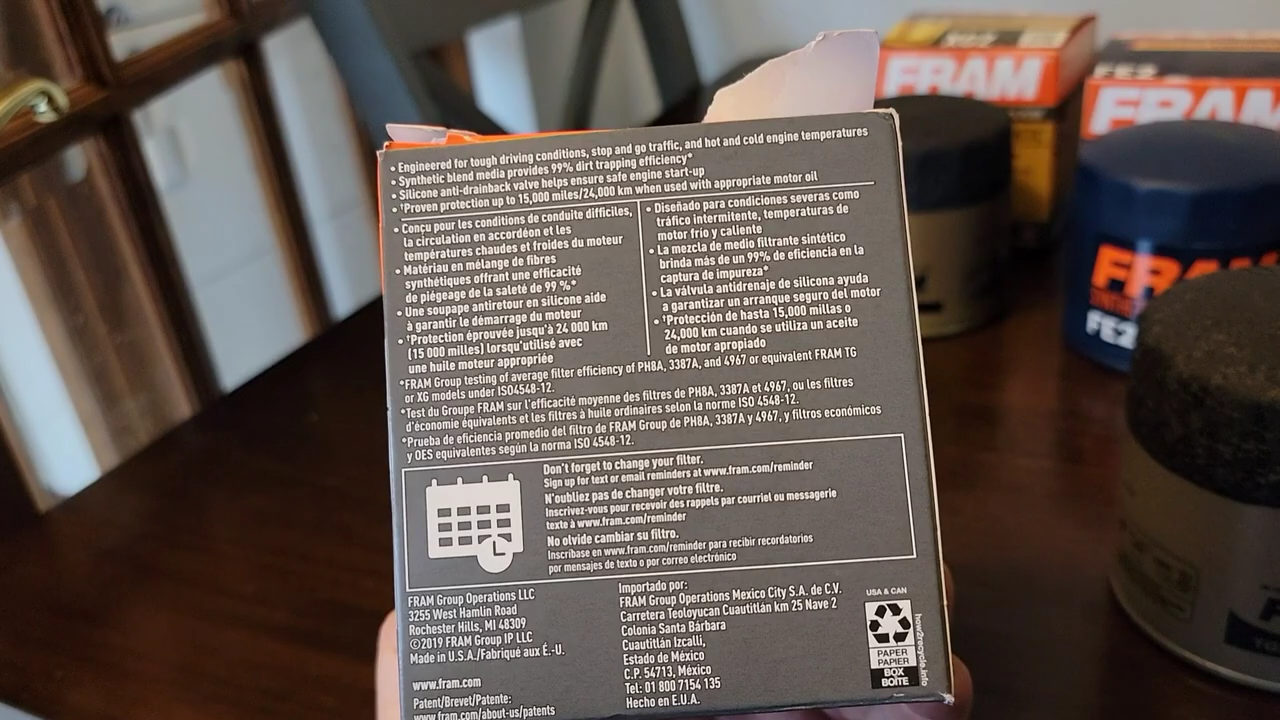 • Engineered for tough driving conditions, stop and go traffic, and hot and cold engine temperatures
• Synthetic blend media provides 99% dirt trapping efficiency*
• Silicone anti-drainback valve helps ensure safe engine start-up
• †Proven protection up to 15,000 miles/24,000 km when used with appropriate motor oil
• Conçu pour les conditions de conduite difficiles,
la circulation en accordéon et les
températures chaudes et froides du moteur
• Matériau en mélange de fibres
synthétiques offrant une efficacité
de piégeage de la saleté de 99 %*
• Une soupape antiretour en silicone aide
à garantir le démarrage du moteur
• †Protection éprouvée jusqu'à 24 000 km
(15 000 milles) lorsqu'utilisé avec
une huile moteur appropriée
• Diseñado para condiciones severas como
tráfico intermitente, temperaturas de
motor frio y caliente
• La mezcla de medio filtrante sintético
brinda más de un 99% de eficiencia en la
captura de impureza*
• La válvula antidrenaje de silicona ayuda
a garantizar un arranque seguro del motor
• †Protección de hasta 15,000 millas o
24,000 km cuando se utiliza un aceite
de motor apropiado
*FRAM Group testing of average filter efficiency of PH8A, 3387A, and 4967 or equivalent FRAM TG
or XG models under ISO4548-12.
*Test du Groupe FRAM sur l'efficacité moyenne des filtres de PH8A, 3387A et 4967, ou les filtres
d'économie équivalents et les filtres à huile ordinaires selon la norme ISO 4548-12.
*Prueba de eficiencia promedio del filtro de FRAM Group de PH8A, 3387A y 4967, y filtros económicos
y OES equivalentes según la norma ISO 4548-12.
Don't forget to change your filter.
Sign up for text or email reminders at www.fram.com/reminder
N'oubliez pas de changer votre filtre.
Inscrivez-vous pour recevoir des rappels par courriel ou messagerie
texte à www.fram.com/reminder
No olvide cambiar su filtro.
Inscríbase en www.fram.com/reminder para recibir recordatorios
por mensajes de texto o por correo electrónico
FRAM Group Operations LLC
3255 West Hamlin Road
Rochester Hills, MI 48309
©2019 FRAM Group IP LLC
Made in U.S.A./Fabriqué aux É.-U.
www.fram.com
Patent/Brevet/Patente:
www.fram.com/about-us/patents
Importado por:
FRAM Group Operations Mexico City S.A. de C.V.
Carretera Teoloyucan Cuautitlán km 25 Nave 2
Colonia Santa Bárbara
Cuautitlán Izcalli,
Estado de México
C.P. 54713, México
Tel: 01 800 7154 135
Hecho en E.U.A.
USA & CAN
PAPER
PAPIER
BOX
BOÎTE
how2recycle.info
FRAM
FE2
FRAM
FRAM
FE2